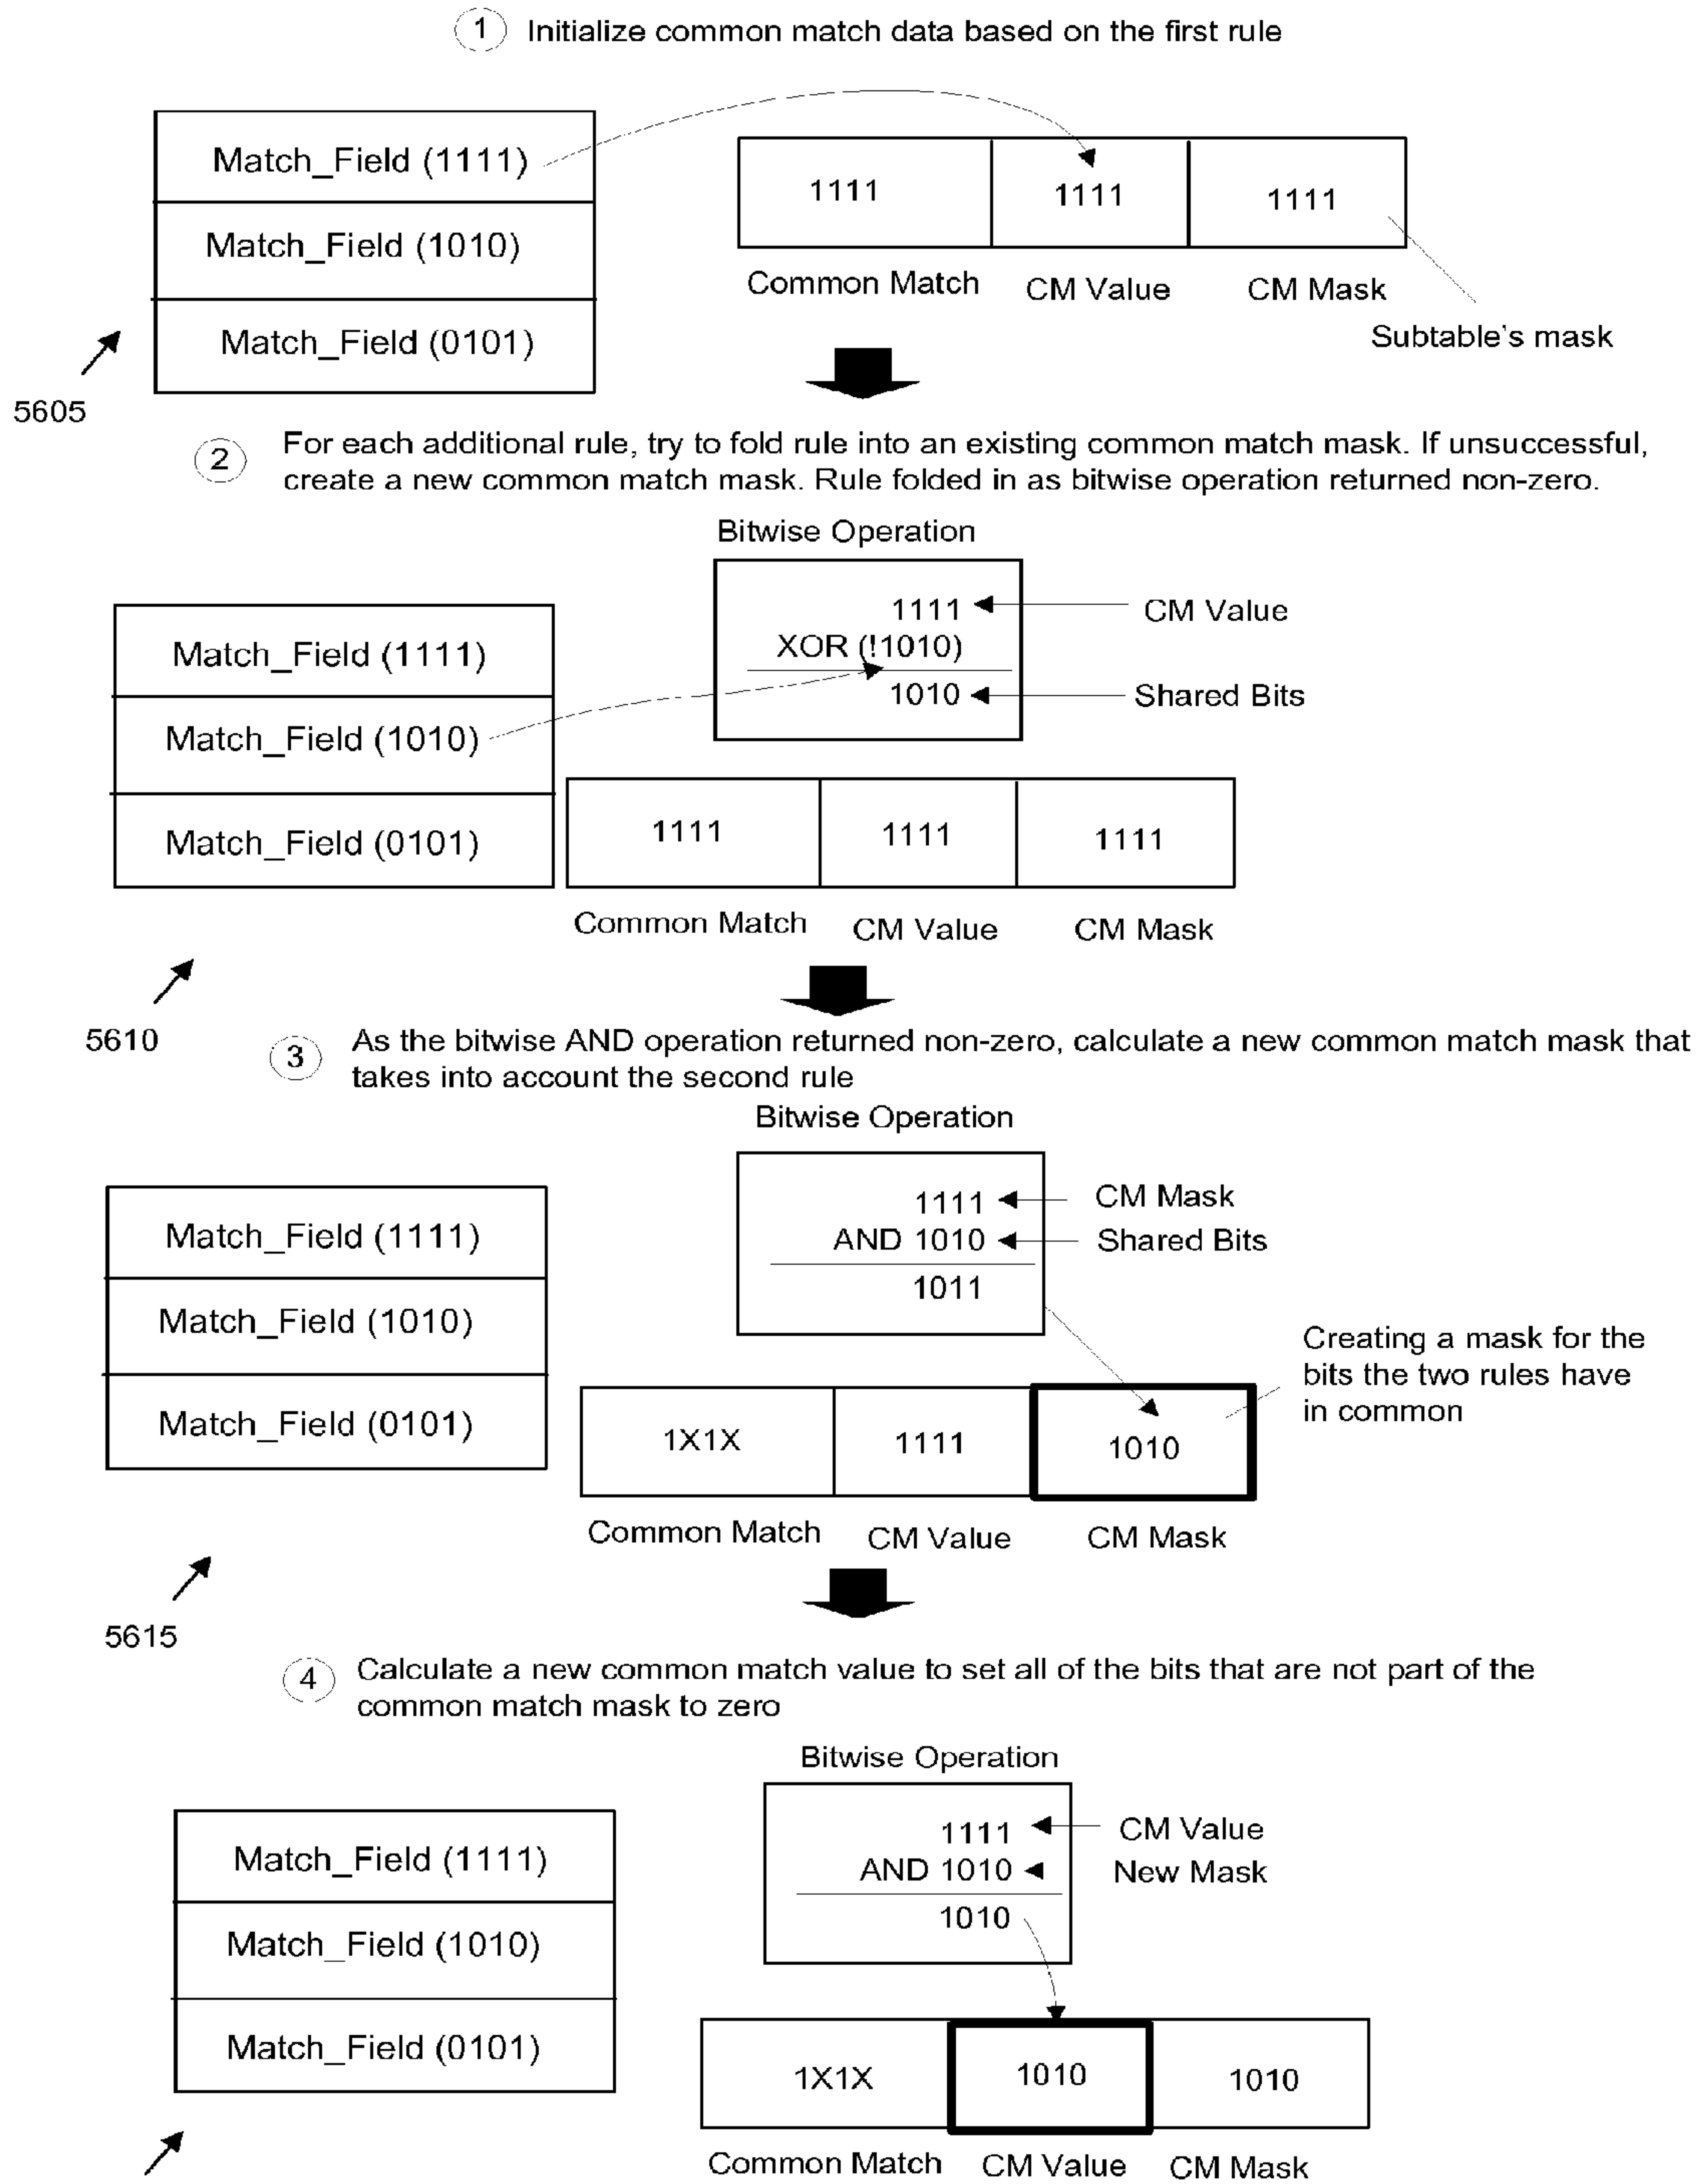 1 Initialize common match data based on the first rule
Match_Field (1111)
Match_Field (1010)
Match_Field (0101)
1111 1111 1111
Common Match CM Value CM Mask
Subtable's mask
5605
2 For each additional rule, try to fold rule into an existing common match mask. If unsuccessful,
create a new common match mask. Rule folded in as bitwise operation returned non-zero.
Bitwise Operation
1111 CM Value
XOR (!1010)
1010 Shared Bits
Match_Field (1111)
Match_Field (1010)
Match_Field (0101)
1111 1111 1111
Common Match CM Value CM Mask
5610
3 As the bitwise AND operation returned non-zero, calculate a new common match mask that
takes into account the second rule
Bitwise Operation
1111 CM Mask
AND 1010 Shared Bits
1011
Match_Field (1111)
Match_Field (1010)
Match_Field (0101)
Creating a mask for the
bits the two rules have
in common
1X1X 1111 1010
Common Match CM Value CM Mask
5615
4 Calculate a new common match value to set all of the bits that are not part of the
common match mask to zero
Bitwise Operation
1111 CM Value
AND 1010 New Mask
1010
Match_Field (1111)
Match_Field (1010)
Match_Field (0101)
1X1X 1010 1010
Common Match CM Value CM Mask